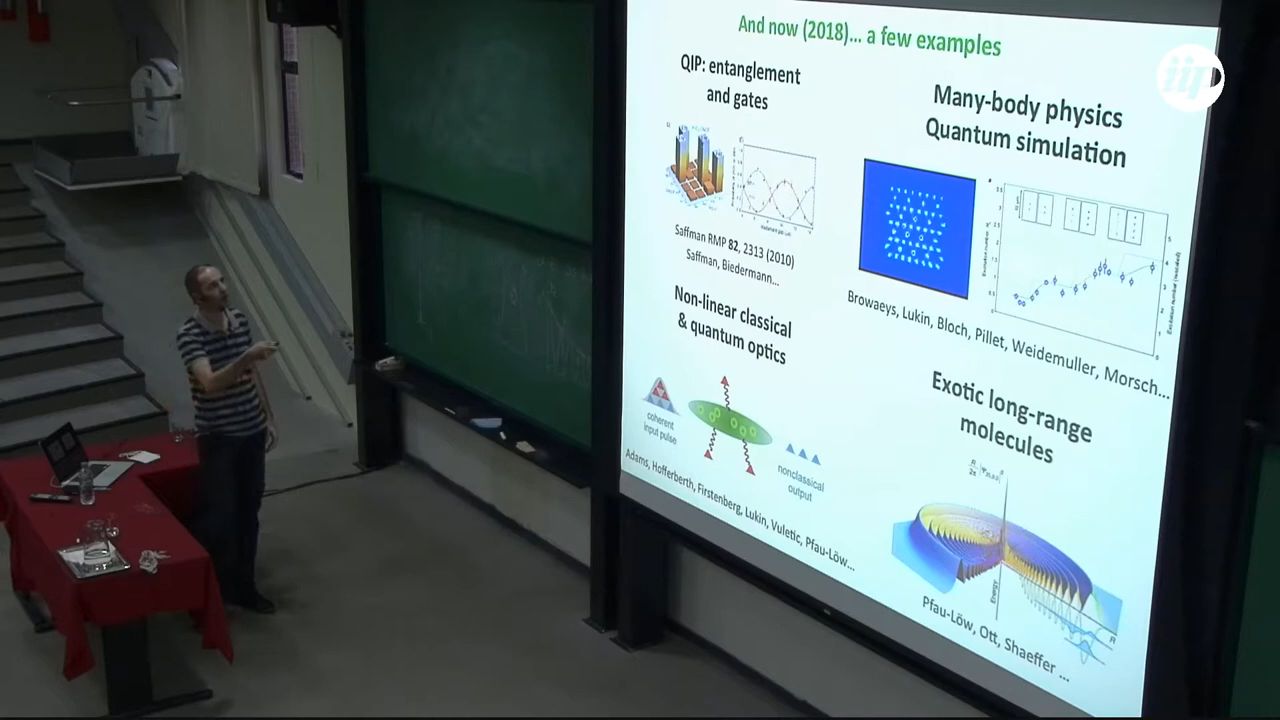 And now (2018)... a few examples
QIP: entanglement
and gates
Saffman RMP 82, 2313 (2010)
Saffman, Biedermann...
Many-body physics
Quantum simulation
Browaeys, Lukin, Bloch, Pillet, Weidemuller, Morsch...
Non-linear classical
& quantum optics
coherent
input pulse
nonclassical
output
Adams, Hofferberth, Firstenberg, Lukin, Vuletic, Pfau-Löw...
Exotic long-range
molecules
Energy
R
Pfau-Löw, Ott, Shaeffer ...
iip